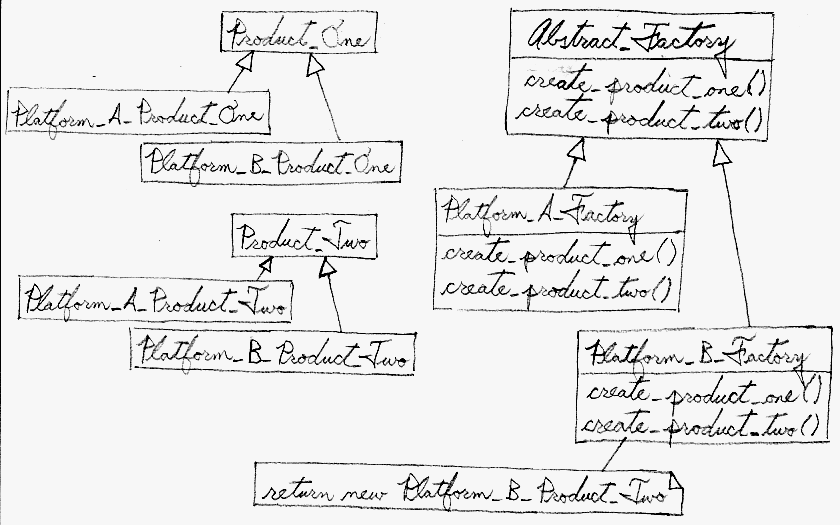 Product_One
Platform_A_Product_One
Platform_B_Product_One
Product_Two
Platform_A_Product_Two
Platform_B_Product_Two
Abstract_Factory
create_product_one()
create_product_two()
Platform_A_Factory
create_product_one()
create_product_two()
Platform_B_Factory
create_product_one()
create_product_two()
return new Platform_B_Product_Two